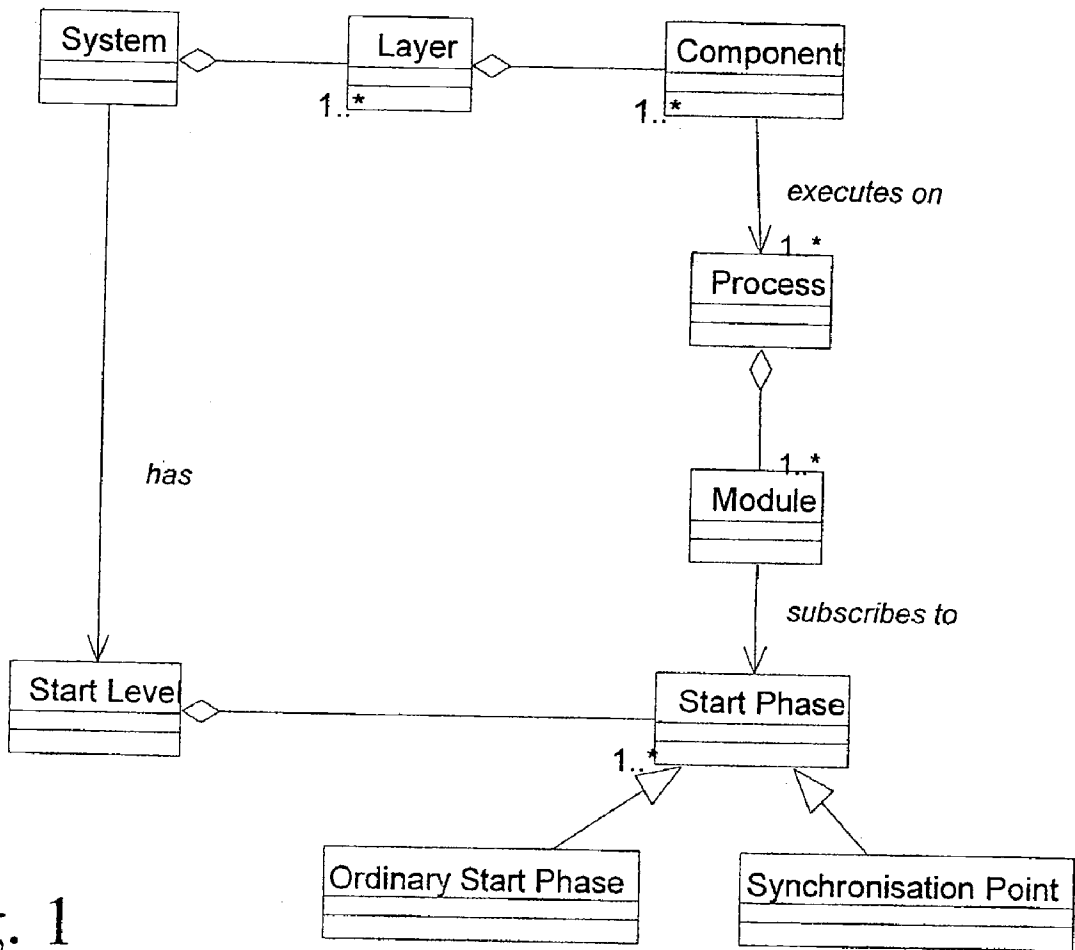 System
Layer
Component
1..*
1..*
executes on
1..*
Process
has
1..*
Module
subscribes to
Start Level
Start Phase
1..*
Ordinary Start Phase
Synchronisation Point
. 1